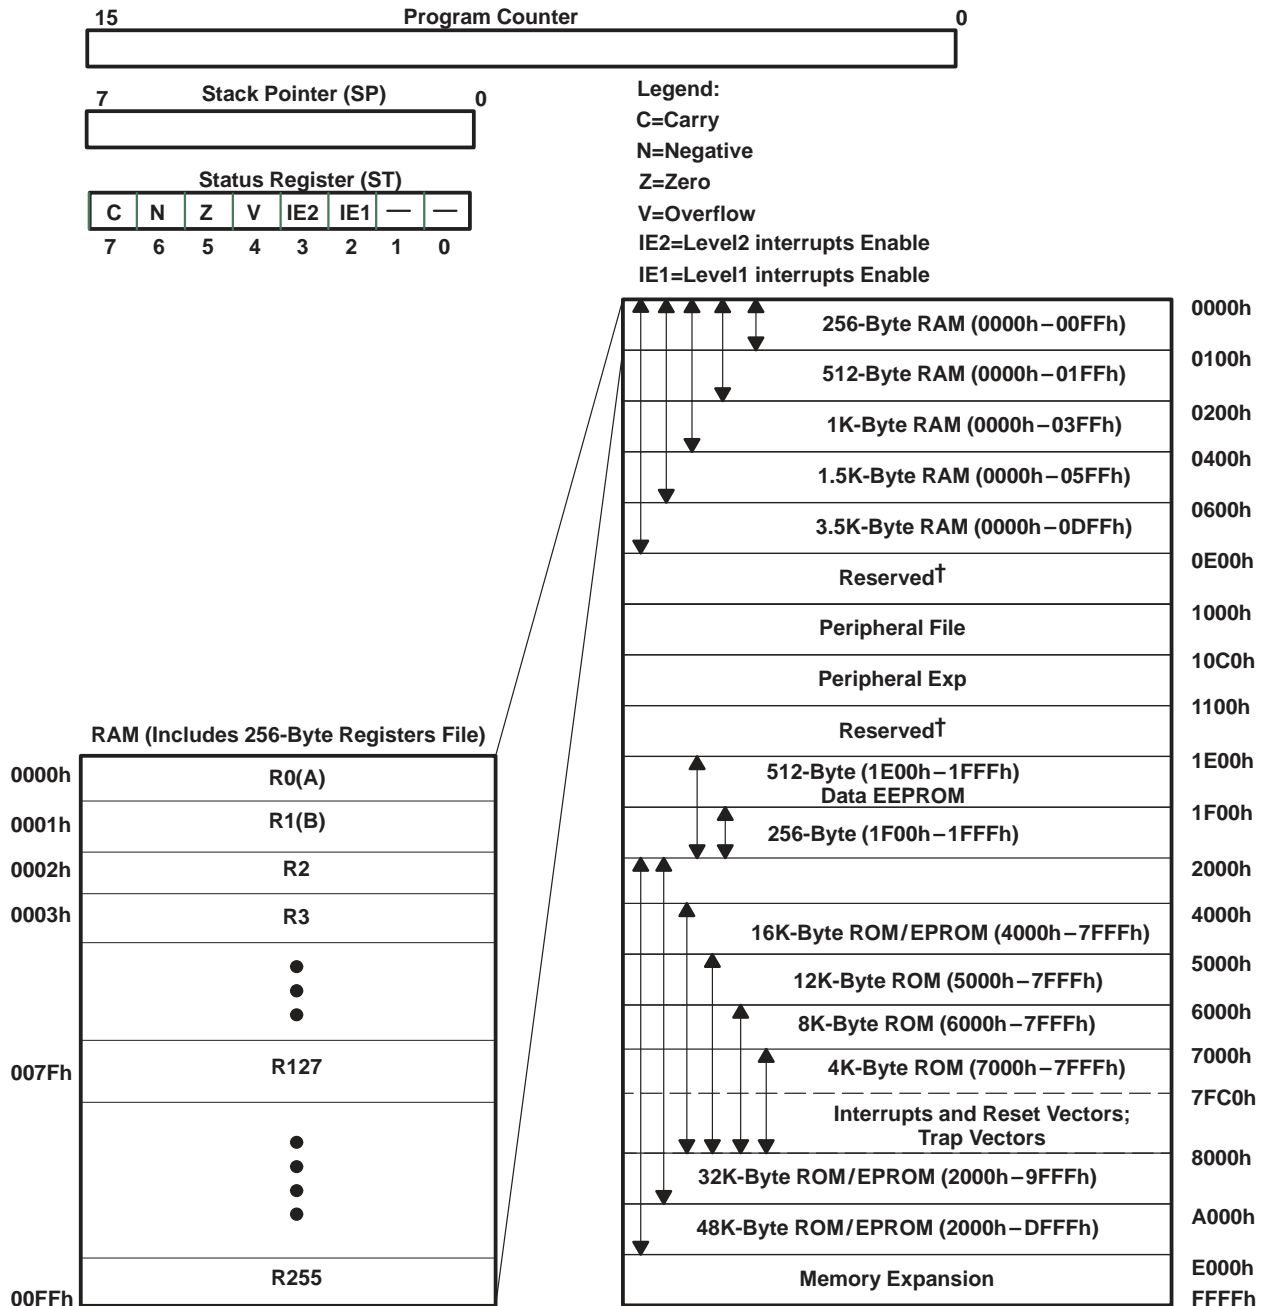 15 Program Counter 0
7 Stack Pointer (SP) 0
Status Register (ST)
C N Z V IE2 IE1 — —
7 6 5 4 3 2 1 0
Legend:
C=Carry
N=Negative
Z=Zero
V=Overflow
IE2=Level2 interrupts Enable
IE1=Level1 interrupts Enable
RAM (Includes 256-Byte Registers File)
0000h R0(A)
0001h R1(B)
0002h R2
0003h R3
007Fh R127
R255
00FFh
0000h
256-Byte RAM (0000h–00FFh)
0100h
512-Byte RAM (0000h–01FFh)
0200h
1K-Byte RAM (0000h–03FFh)
0400h
1.5K-Byte RAM (0000h–05FFh)
0600h
3.5K-Byte RAM (0000h–0DFFh)
0E00h
Reserved†
1000h
Peripheral File
10C0h
Peripheral Exp
1100h
Reserved†
1E00h
512-Byte (1E00h–1FFFh)
Data EEPROM
1F00h
256-Byte (1F00h–1FFFh)
2000h
4000h
16K-Byte ROM/EPROM (4000h–7FFFh)
5000h
12K-Byte ROM (5000h–7FFFh)
6000h
8K-Byte ROM (6000h–7FFFh)
7000h
4K-Byte ROM (7000h–7FFFh)
7FC0h
Interrupts and Reset Vectors;
Trap Vectors
8000h
32K-Byte ROM/EPROM (2000h–9FFFh)
A000h
48K-Byte ROM/EPROM (2000h–DFFFh)
E000h
Memory Expansion
FFFFh